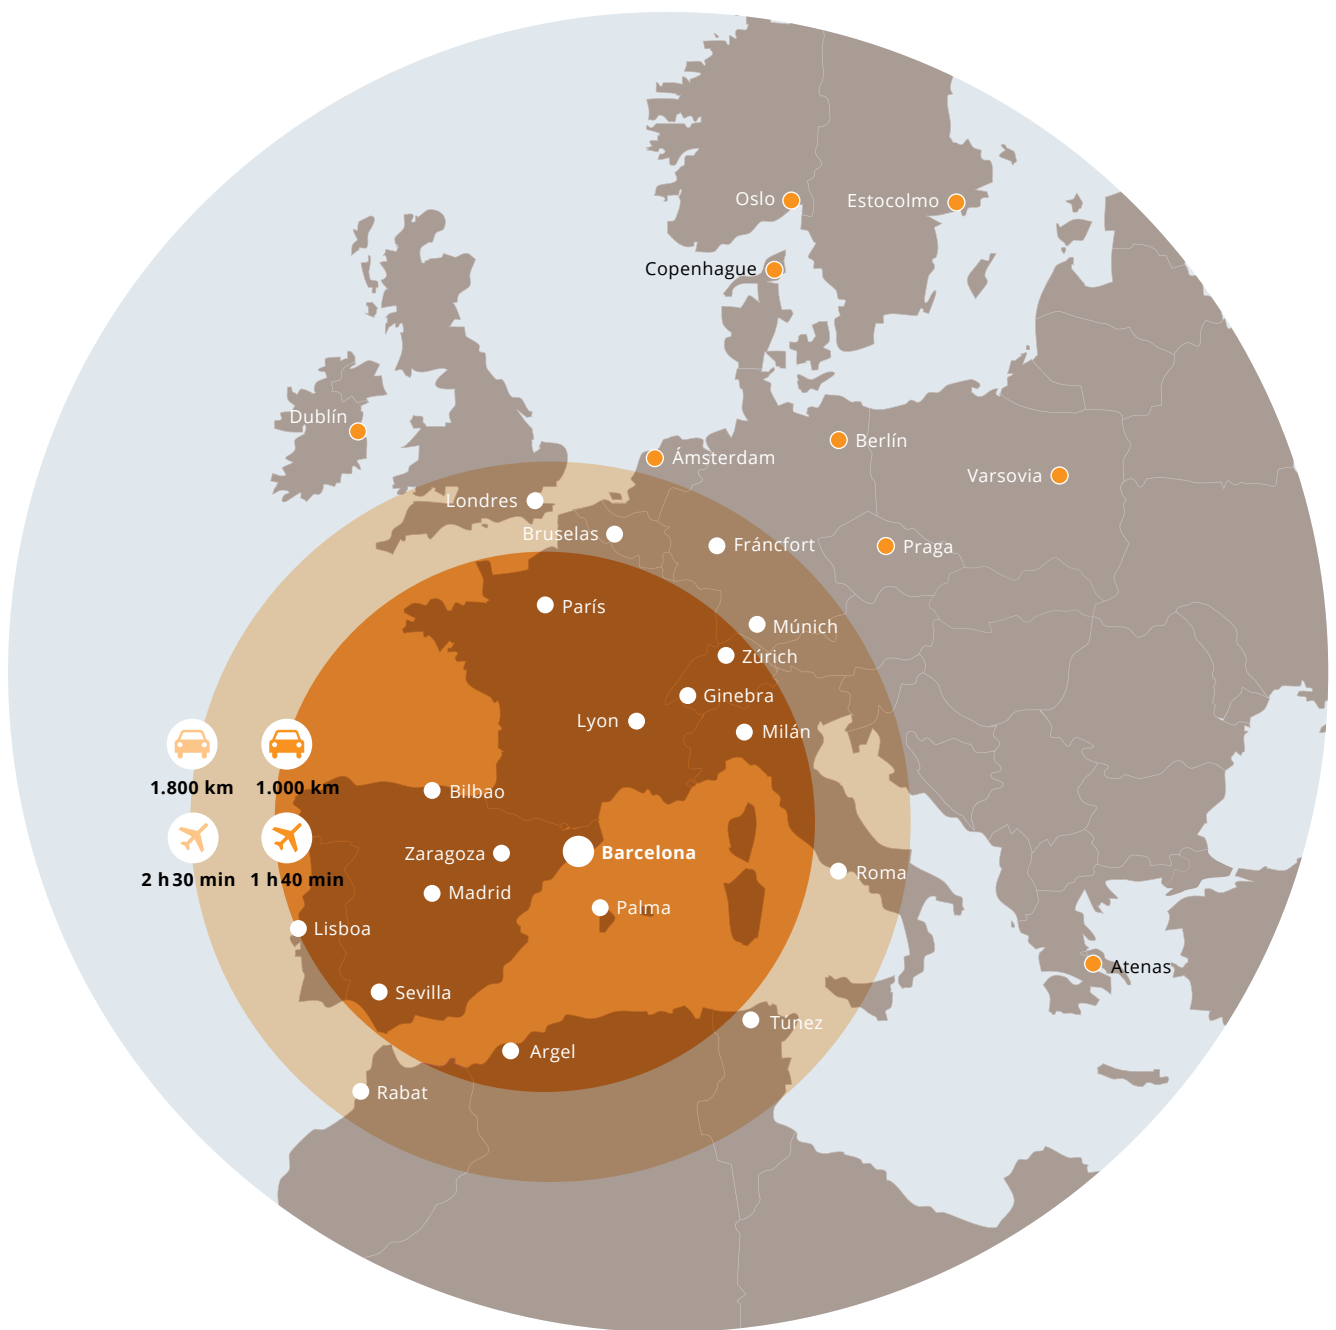 Oslo
Estocolmo
Copenhague
Dublín
Berlín
Ámsterdam
Varsovia
Londres
Bruselas
Fráncfort
Praga
París
Múnich
Zúrich
Ginebra
Lyon
Milán
1.800 km
1.000 km
Bilbao
Zaragoza
Barcelona
Roma
2 h 30 min
1 h 40 min
Madrid
Palma
Lisboa
Atenas
Sevilla
Túnez
Argel
Rabat